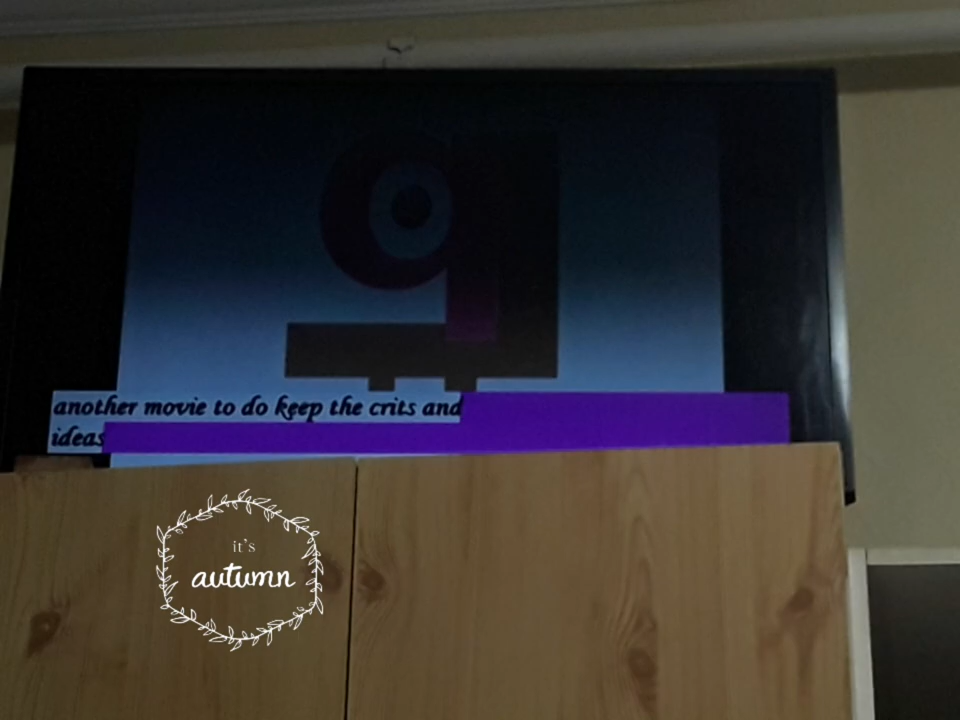 another movie to do keep the crits and
ideas
it's
autumn